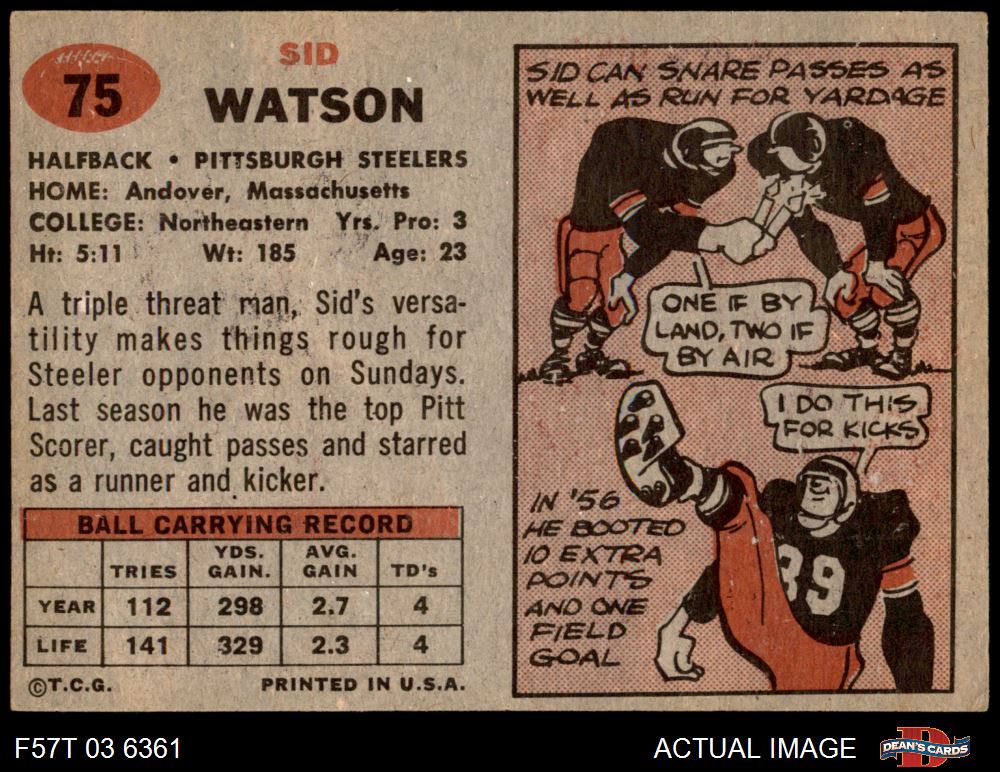 75
SID
WATSON
HALFBACK • PITTSBURGH STEELERS
HOME: Andover, Massachusetts
COLLEGE: Northeastern Yrs. Pro: 3
Ht: 5:11 Wt: 185 Age: 23
A triple threat man, Sid's versa-
tility makes things rough for
Steeler opponents on Sundays.
Last season he was the top Pitt
Scorer, caught passes and starred
as a runner and kicker.
BALL CARRYING RECORD
TRIES YDS. GAIN. AVG. GAIN TD's
YEAR 112 298 2.7 4
LIFE 141 329 2.3 4
©T.C.G. PRINTED IN U.S.A.
SID CAN SNARE PASSES AS
WELL AS RUN FOR YARDAGE
ONE IF BY
LAND, TWO IF
BY AIR
I DO THIS
FOR KICKS
IN '56
HE BOOTED
10 EXTRA
POINTS
AND ONE
FIELD
GOAL
89
F57T 03 6361 ACTUAL IMAGE
D
DEAN'S CARDS